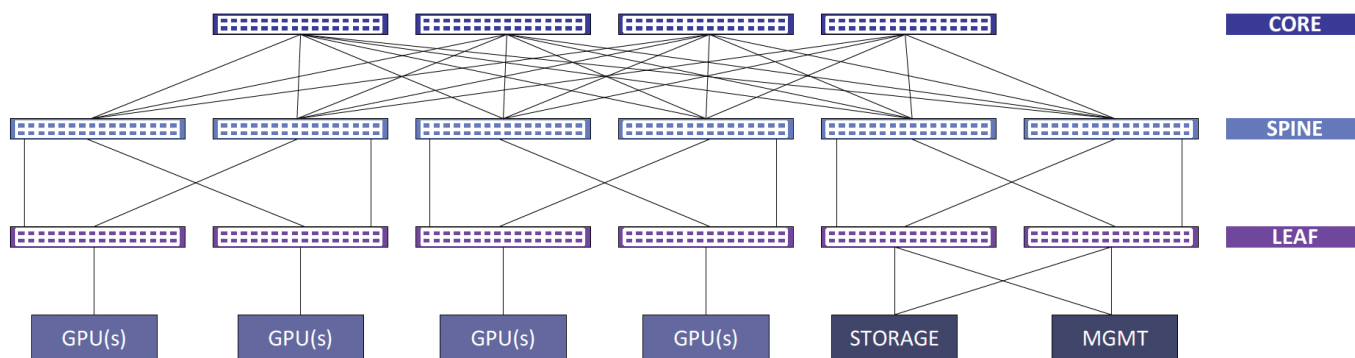 CORE
SPINE
LEAF
GPU(s)
GPU(s)
GPU(s)
GPU(s)
STORAGE
MGMT